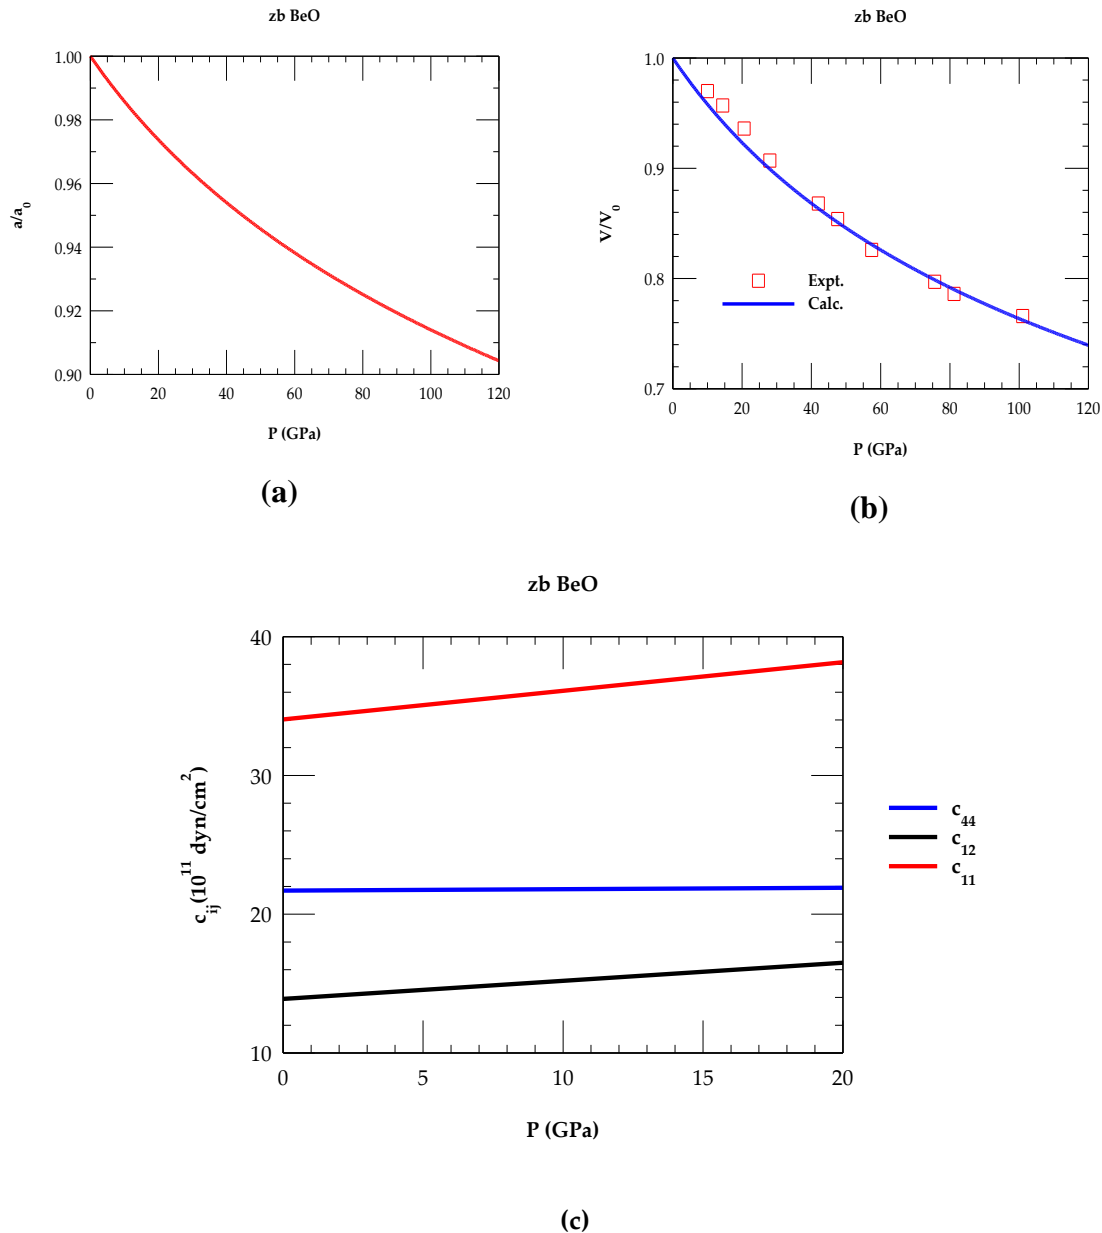 zb BeO
1.00
0.98
0.96
0.94
0.92
0.90
a/a0
0 20 40 60 80 100 120
P (GPa)
(a)
zb BeO
1.0
0.9
0.8
0.7
V/V0
Expt.
Calc.
0 20 40 60 80 100 120
P (GPa)
(b)
zb BeO
40
30
20
10
cij(10^11 dyn/cm^2)
0 5 10 15 20
P (GPa)
c44
c12
c11
(c)